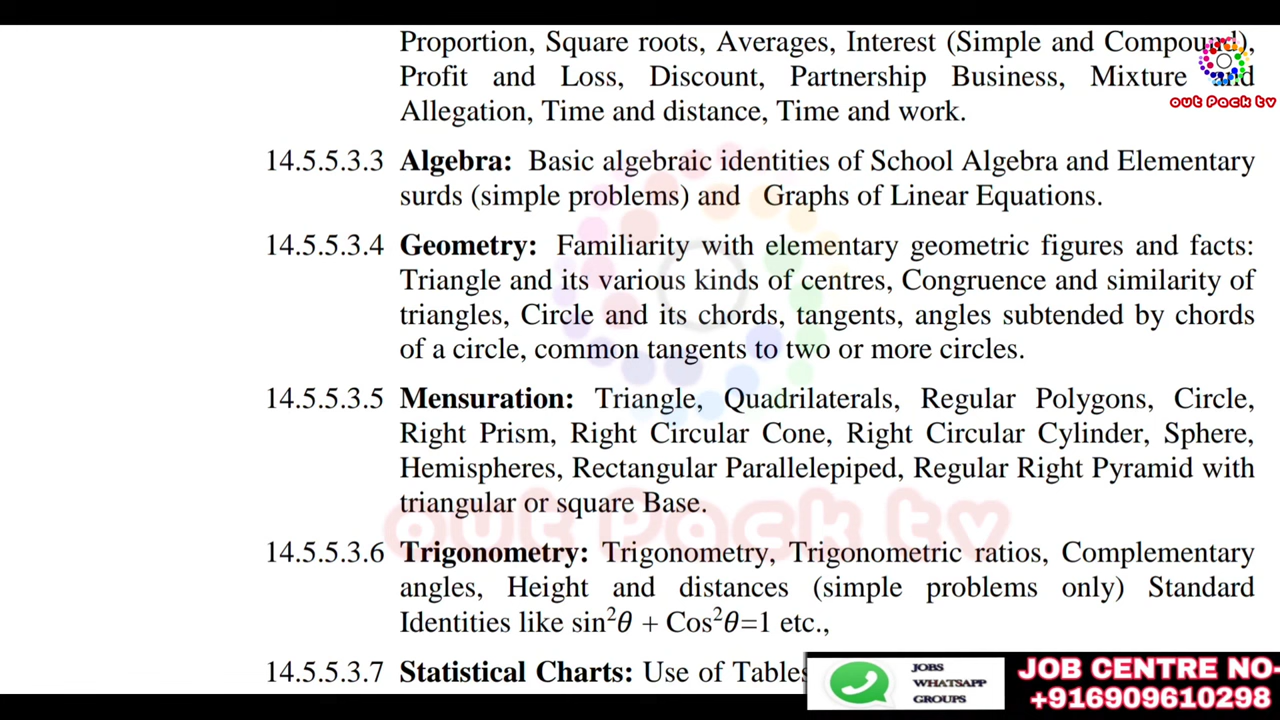 Proportion, Square roots, Averages, Interest (Simple and Compound),
Profit and Loss, Discount, Partnership Business, Mixture and
Allegation, Time and distance, Time and work.
out Pack tv
14.5.5.3.3 Algebra: Basic algebraic identities of School Algebra and Elementary
surds (simple problems) and Graphs of Linear Equations.
14.5.5.3.4 Geometry: Familiarity with elementary geometric figures and facts:
Triangle and its various kinds of centres, Congruence and similarity of
triangles, Circle and its chords, tangents, angles subtended by chords
of a circle, common tangents to two or more circles.
14.5.5.3.5 Mensuration: Triangle, Quadrilaterals, Regular Polygons, Circle,
Right Prism, Right Circular Cone, Right Circular Cylinder, Sphere,
Hemispheres, Rectangular Parallelepiped, Regular Right Pyramid with
triangular or square Base.
out Pack tv
14.5.5.3.6 Trigonometry: Trigonometry, Trigonometric ratios, Complementary
angles, Height and distances (simple problems only) Standard
Identities like sin²θ + Cos²θ=1 etc.,
14.5.5.3.7 Statistical Charts: Use of Tables
JOBS
WHATSAPP
GROUPS
JOB CENTRE NO-
+916909610298